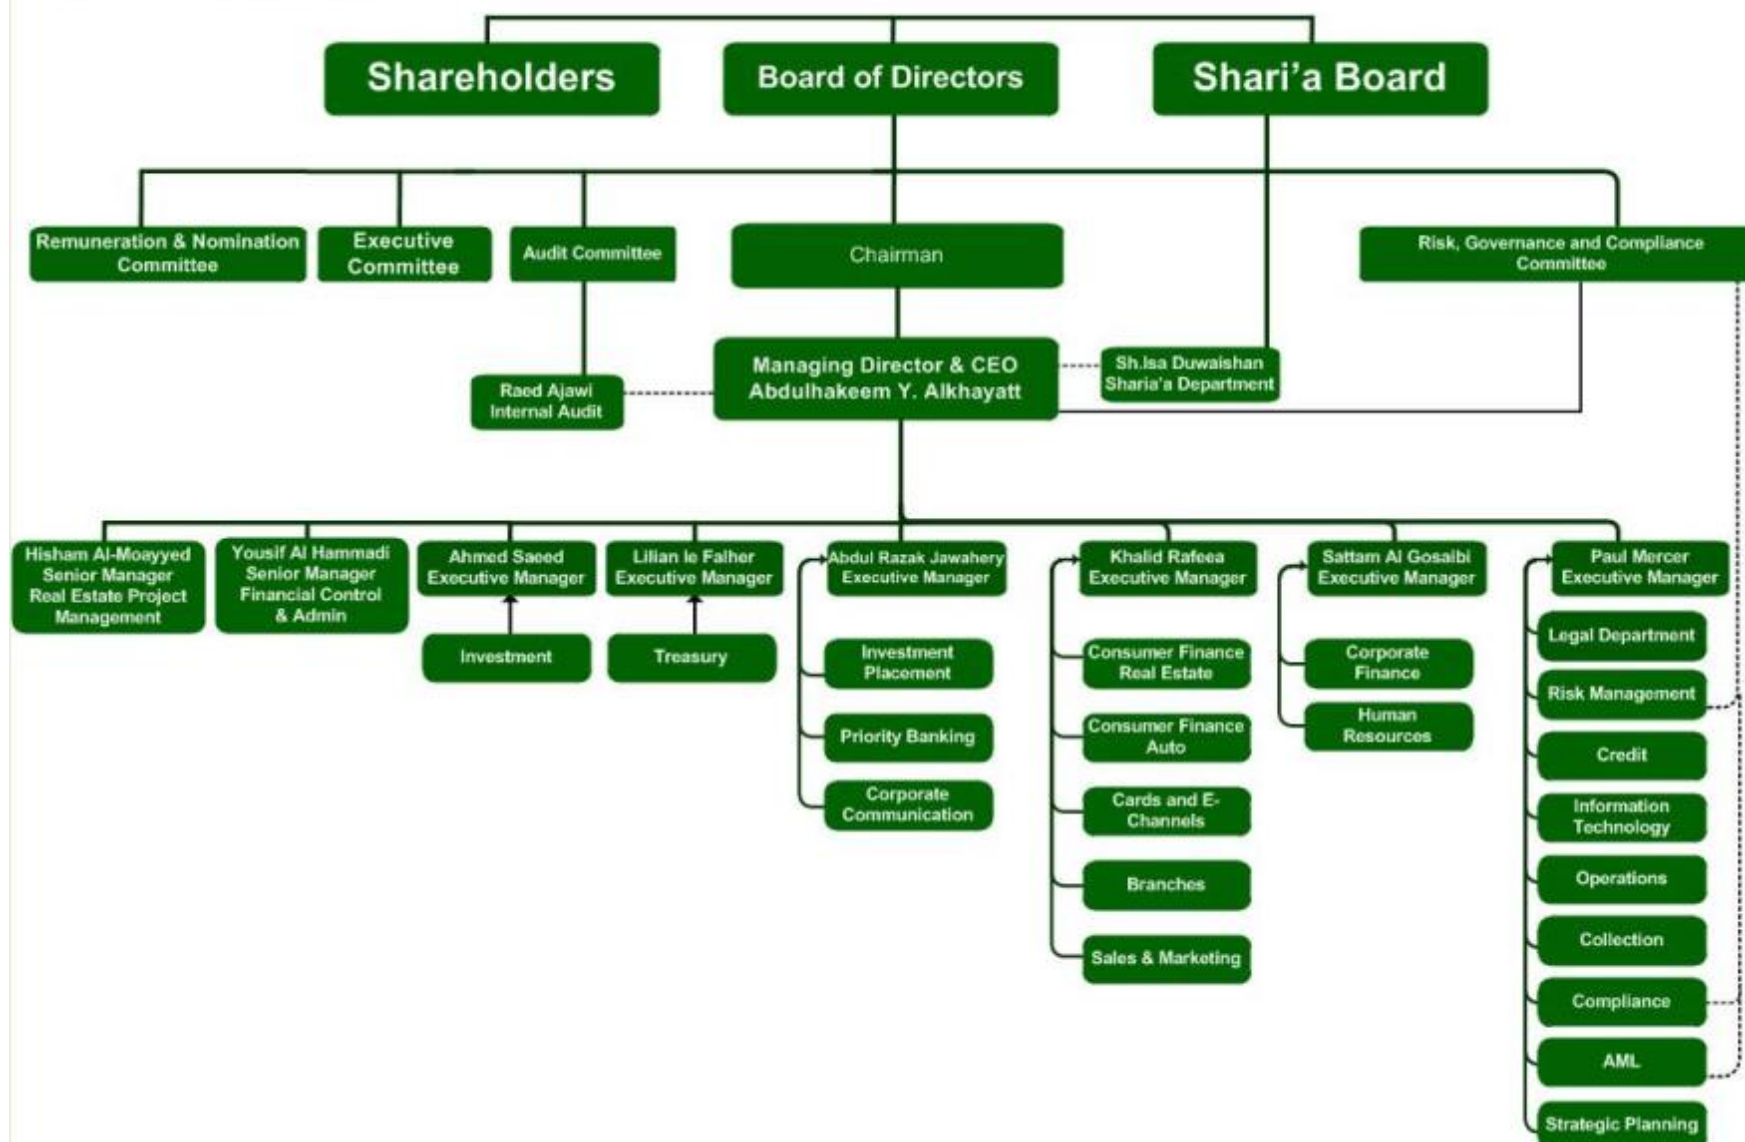 Shareholders
Board of Directors
Shari'a Board
Remuneration & Nomination
Committee
Executive
Committee
Audit Committee
Chairman
Risk, Governance and Compliance
Committee
Managing Director & CEO
Abdulhakeem Y. Alkhayatt
Sh.Isa Duwaishan
Sharia'a Department
Raed Ajawi
Internal Audit
Hisham Al-Moayyed
Senior Manager
Real Estate Project
Management
Yousif Al Hammadi
Senior Manager
Financial Control
& Admin
Ahmed Saeed
Executive Manager
Investment
Lilian le Falher
Executive Manager
Treasury
Abdul Razak Jawahery
Executive Manager
Investment
Placement
Priority Banking
Corporate
Communication
Khalid Rafeea
Executive Manager
Consumer Finance
Real Estate
Consumer Finance
Auto
Cards and E-
Channels
Branches
Sales & Marketing
Sattam Al Gosaibi
Executive Manager
Corporate
Finance
Human
Resources
Paul Mercer
Executive Manager
Legal Department
Risk Management
Credit
Information
Technology
Operations
Collection
Compliance
AML
Strategic Planning